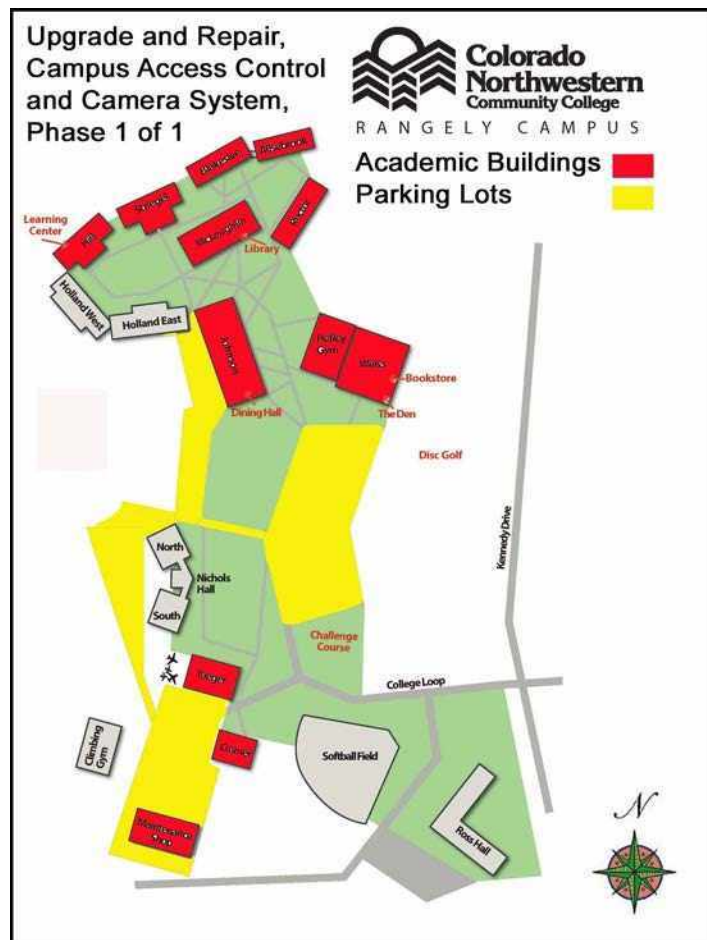 Upgrade and Repair,
Campus Access Control
and Camera System,
Phase 1 of 1
Colorado
Northwestern
Community College
RANGELY CAMPUS
Academic Buildings
Parking Lots
Learning
Center
Library
Holland West
Holland East
Johnson
Gym
Bookstore
Dining Hall
The Den
Disc Golf
Kennedy Drive
North
Nichols
Hall
South
Challenge
Course
College Loop
Climbing
Gym
Softball Field
Ross Hall
N